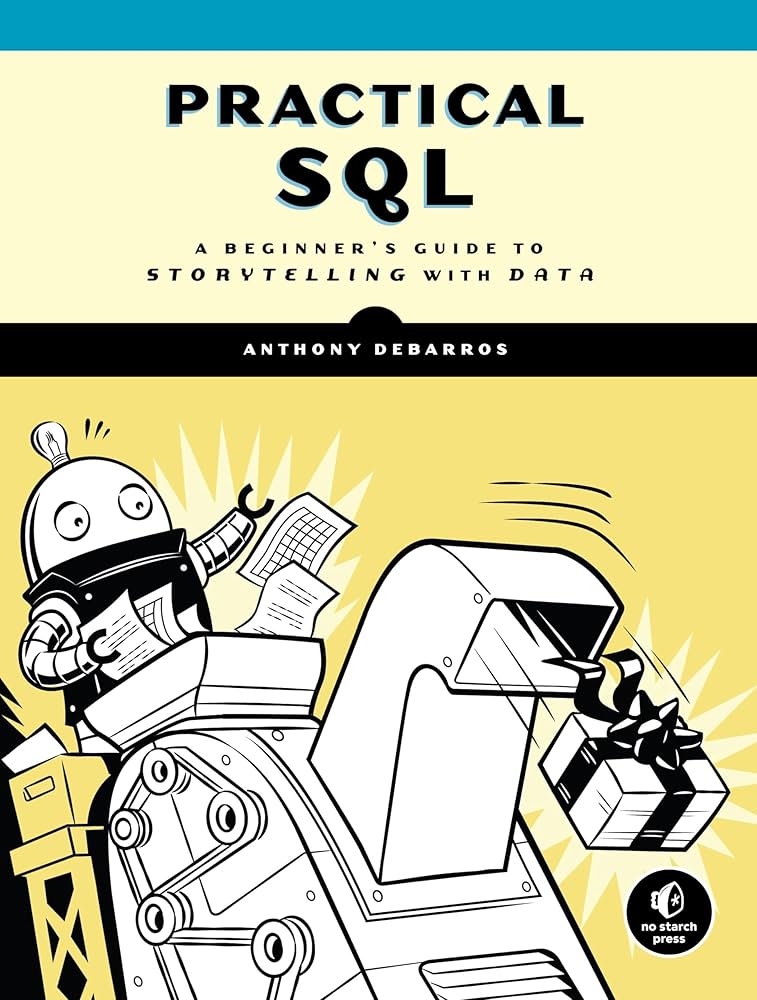 PRACTICAL
SQL
A BEGINNER'S GUIDE TO
STORYTELLING WITH DATA
ANTHONY DEBARROS
no starch
press